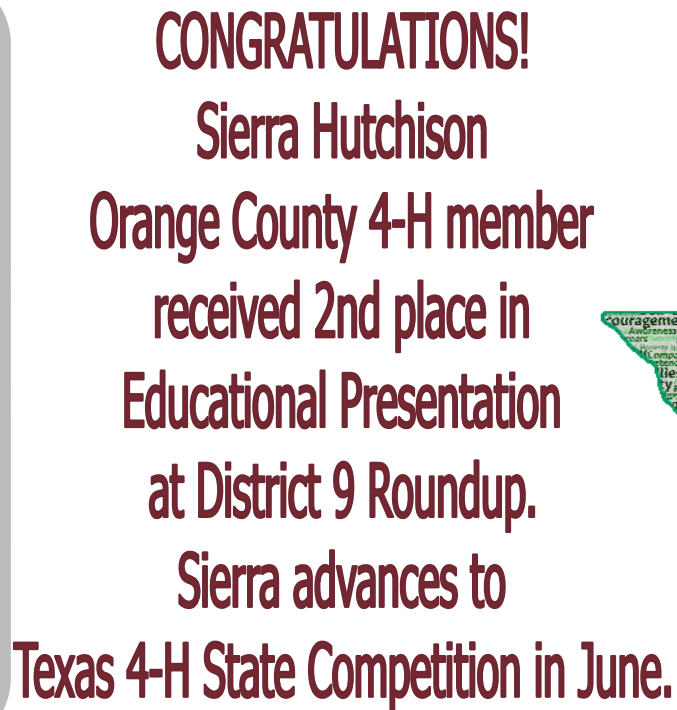 CONGRATULATIONS!
Sierra Hutchison
Orange County 4-H member
received 2nd place in
Educational Presentation
at District 9 Roundup.
Sierra advances to
Texas 4-H State Competition in June.
Awareness